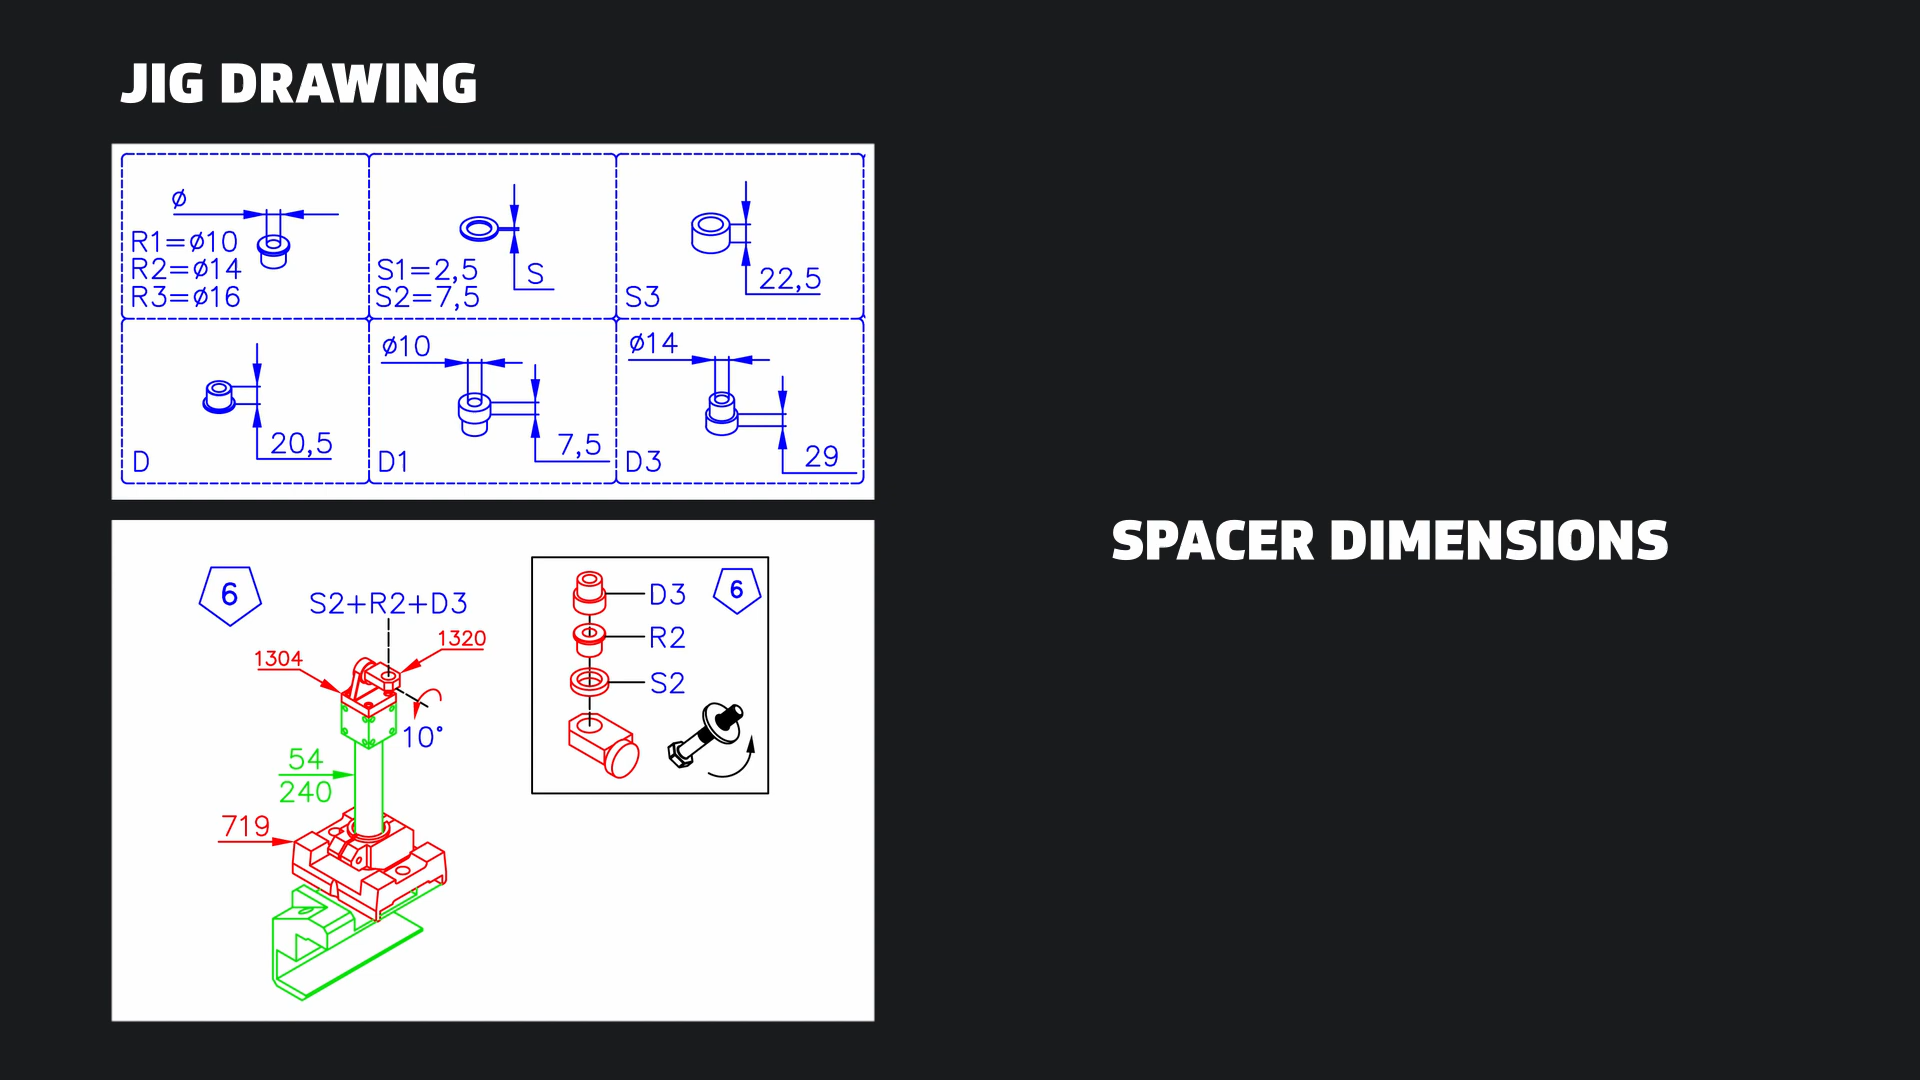 JIG DRAWING
ø
R1=ø10
R2=ø14
R3=ø16
S1=2,5
S2=7,5
S
S3
22,5
D
20,5
ø10
D1
7,5
ø14
D3
29
6
S2+R2+D3
1304
1320
10°
54
240
719
D3
6
R2
S2
SPACER DIMENSIONS